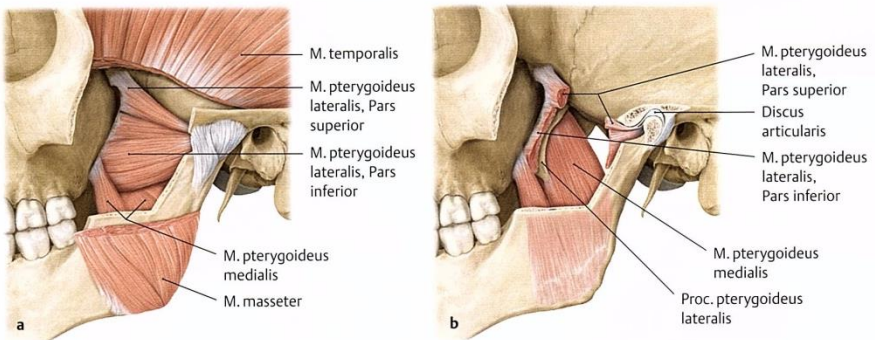 M. temporalis
M. pterygoideus
lateralis, Pars
superior
M. pterygoideus
lateralis, Pars
inferior
M. pterygoideus
medialis
M. masseter
a
M. pterygoideus
lateralis,
Pars superior
Discus
articularis
M. pterygoideus
lateralis,
Pars inferior
M. pterygoideus
medialis
Proc. pterygoideus
lateralis
b